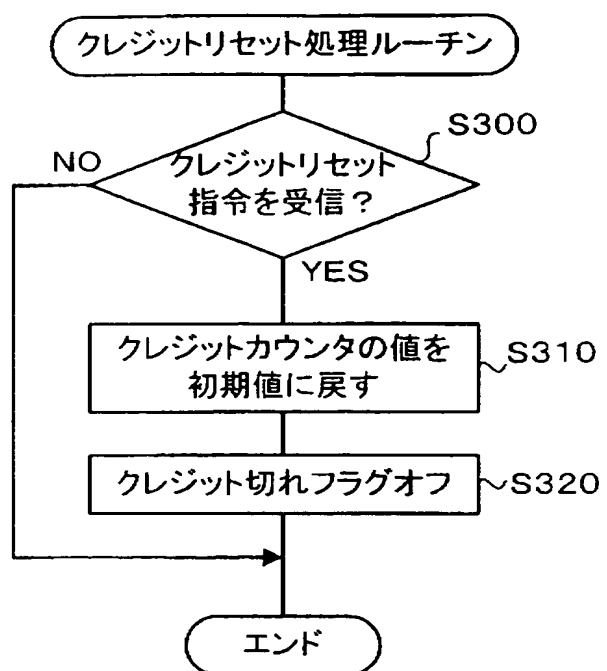 クレジットリセット処理ルーチン
S300
NO
クレジットリセット
指令を受信？
YES
クレジットカウンタの値を
初期値に戻す
S310
クレジット切れフラグオフ
S320
エンド